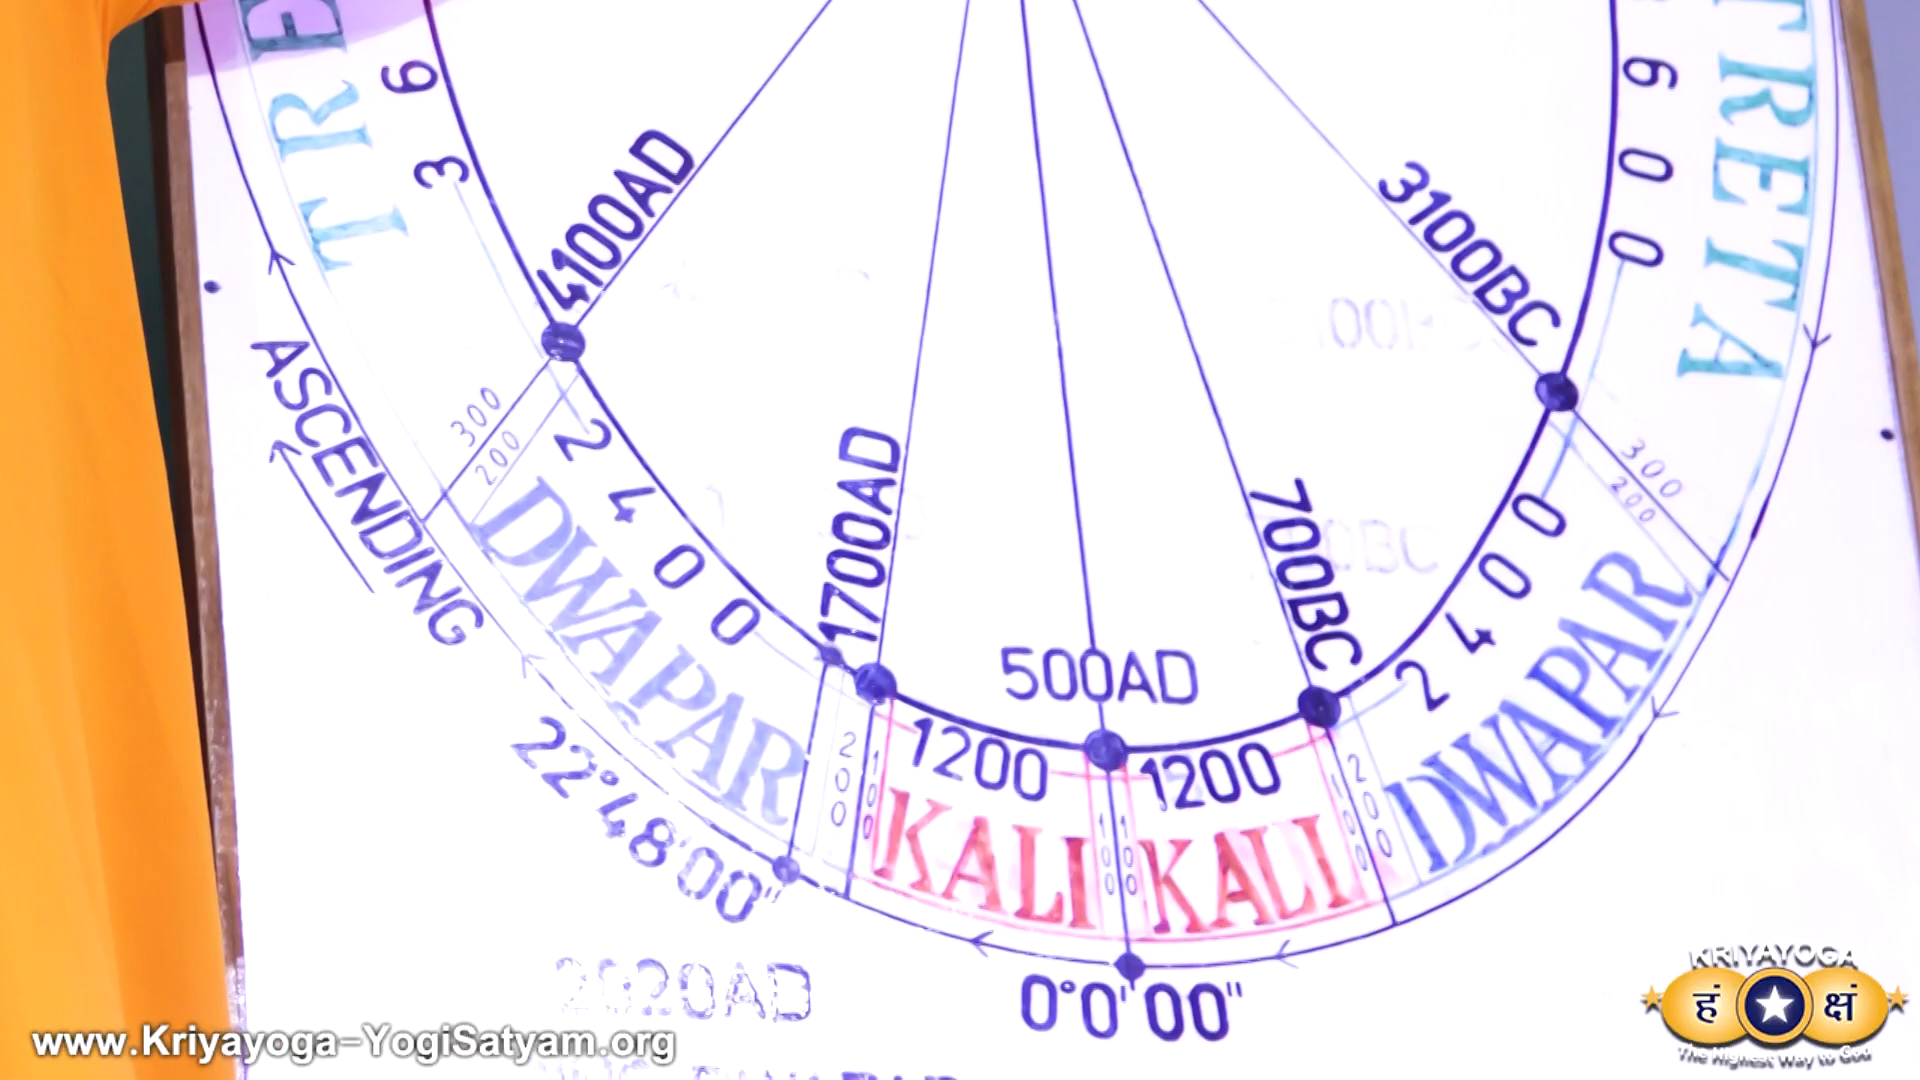 TRE
TRETA
3 6
6 0 0
4100AD
3100BC
300
200
300
200
ASCENDING
2 4 0 0
2 4 0 0
DWAPAR
DWAPAR
1700AD
700BC
500AD
200
100
1200
1200
100
200
KALI
100
100
KALI
22°48'00"
0°0'00"
2020AD
www.Kriyayoga-YogiSatyam.org
KRIYAYOGA
हं
क्षं
The Highest Way to God